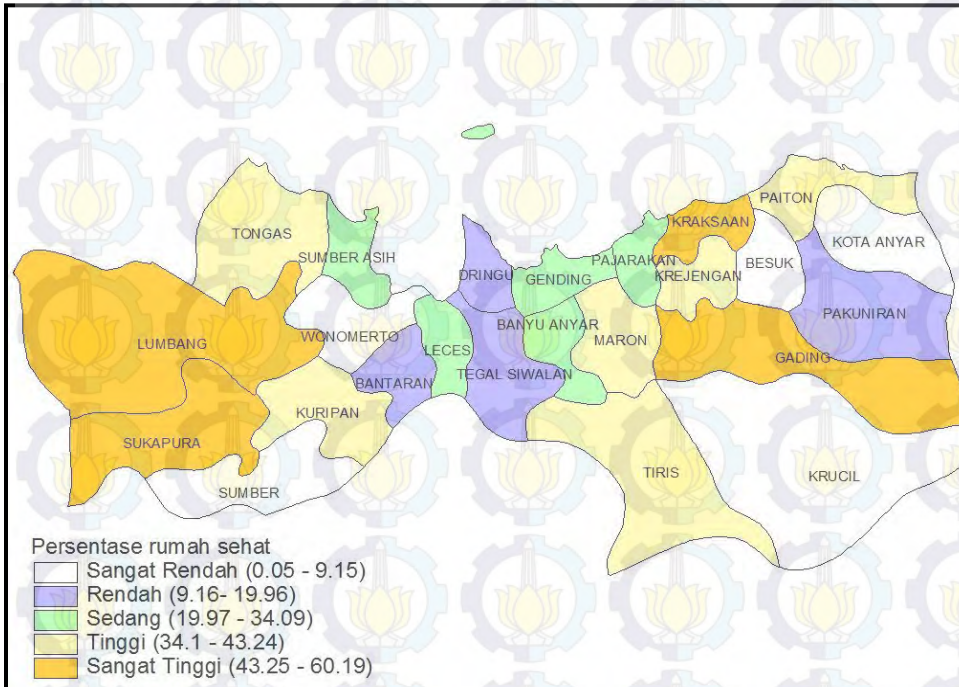 PAITON
KRAKSAAN
TONGAS
KOTA ANYAR
SUMBER ASIH
PAJARAKAN
BESUK
DRINGU
GENDING
KREJENGAN
PAKUNIRAN
BANYU ANYAR
WONOMERTO
MARON
LUMBANG
LECES
GADING
TEGAL SIWALAN
BANTARAN
KURIPAN
SUKAPURA
TIRIS
KRUCIL
SUMBER
Persentase rumah sehat
Sangat Rendah (0.05 - 9.15)
Rendah (9.16- 19.96)
Sedang (19.97 - 34.09)
Tinggi (34.1 - 43.24)
Sangat Tinggi (43.25 - 60.19)